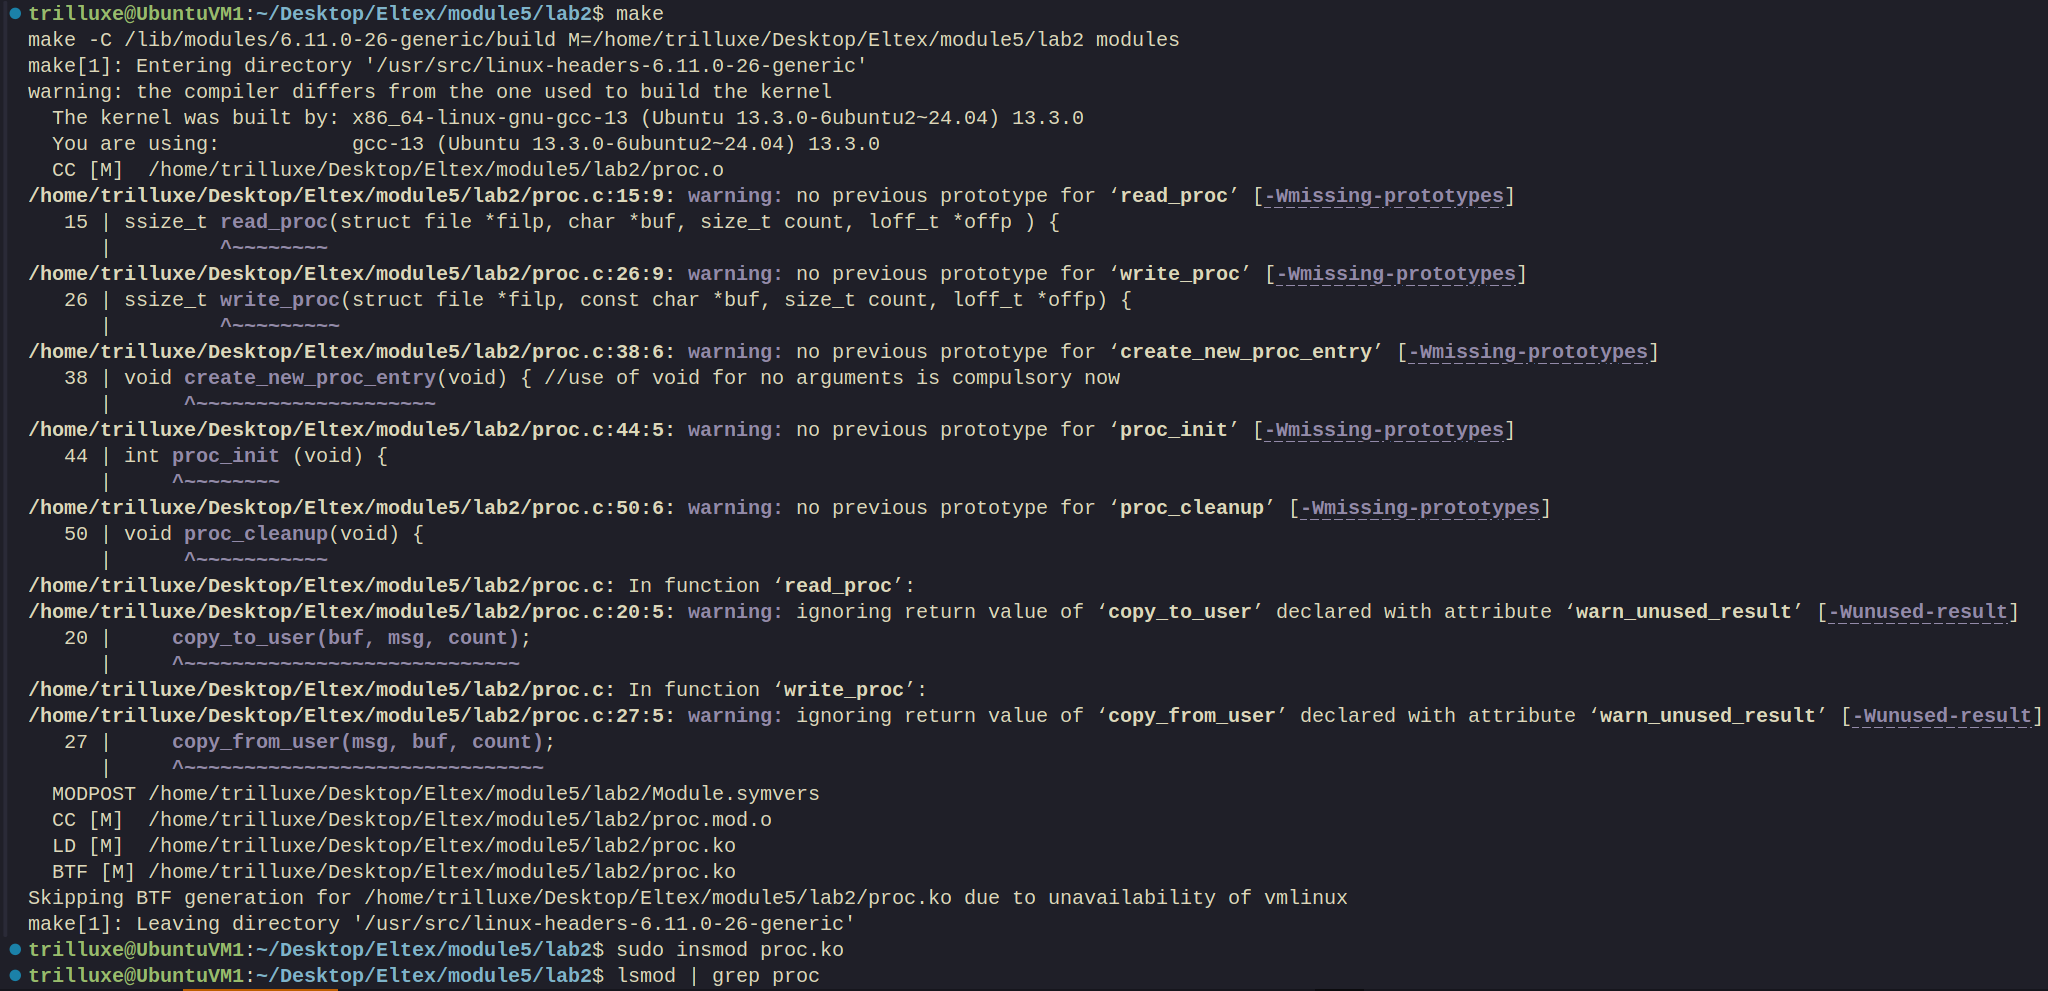 trilluxe@UbuntuVM1:~/Desktop/Eltex/module5/lab2$ make
make -C /lib/modules/6.11.0-26-generic/build M=/home/trilluxe/Desktop/Eltex/module5/lab2 modules
make[1]: Entering directory '/usr/src/linux-headers-6.11.0-26-generic'
warning: the compiler differs from the one used to build the kernel
  The kernel was built by: x86_64-linux-gnu-gcc-13 (Ubuntu 13.3.0-6ubuntu2~24.04) 13.3.0
  You are using:           gcc-13 (Ubuntu 13.3.0-6ubuntu2~24.04) 13.3.0
  CC [M]  /home/trilluxe/Desktop/Eltex/module5/lab2/proc.o
/home/trilluxe/Desktop/Eltex/module5/lab2/proc.c:15:9: warning: no previous prototype for ‘read_proc’ [-Wmissing-prototypes]
   15 | ssize_t read_proc(struct file *filp, char *buf, size_t count, loff_t *offp ) {
      |         ^~~~~~~~~
/home/trilluxe/Desktop/Eltex/module5/lab2/proc.c:26:9: warning: no previous prototype for ‘write_proc’ [-Wmissing-prototypes]
   26 | ssize_t write_proc(struct file *filp, const char *buf, size_t count, loff_t *offp) {
      |         ^~~~~~~~~~
/home/trilluxe/Desktop/Eltex/module5/lab2/proc.c:38:6: warning: no previous prototype for ‘create_new_proc_entry’ [-Wmissing-prototypes]
   38 | void create_new_proc_entry(void) { //use of void for no arguments is compulsory now
      |      ^~~~~~~~~~~~~~~~~~~~~
/home/trilluxe/Desktop/Eltex/module5/lab2/proc.c:44:5: warning: no previous prototype for ‘proc_init’ [-Wmissing-prototypes]
   44 | int proc_init (void) {
      |     ^~~~~~~~~
/home/trilluxe/Desktop/Eltex/module5/lab2/proc.c:50:6: warning: no previous prototype for ‘proc_cleanup’ [-Wmissing-prototypes]
   50 | void proc_cleanup(void) {
      |      ^~~~~~~~~~~~
/home/trilluxe/Desktop/Eltex/module5/lab2/proc.c: In function ‘read_proc’:
/home/trilluxe/Desktop/Eltex/module5/lab2/proc.c:20:5: warning: ignoring return value of ‘copy_to_user’ declared with attribute ‘warn_unused_result’ [-Wunused-result]
   20 |     copy_to_user(buf, msg, count);
      |     ^~~~~~~~~~~~~~~~~~~~~~~~~~~~~
/home/trilluxe/Desktop/Eltex/module5/lab2/proc.c: In function ‘write_proc’:
/home/trilluxe/Desktop/Eltex/module5/lab2/proc.c:27:5: warning: ignoring return value of ‘copy_from_user’ declared with attribute ‘warn_unused_result’ [-Wunused-result]
   27 |     copy_from_user(msg, buf, count);
      |     ^~~~~~~~~~~~~~~~~~~~~~~~~~~~~~~
  MODPOST /home/trilluxe/Desktop/Eltex/module5/lab2/Module.symvers
  CC [M]  /home/trilluxe/Desktop/Eltex/module5/lab2/proc.mod.o
  LD [M]  /home/trilluxe/Desktop/Eltex/module5/lab2/proc.ko
  BTF [M] /home/trilluxe/Desktop/Eltex/module5/lab2/proc.ko
Skipping BTF generation for /home/trilluxe/Desktop/Eltex/module5/lab2/proc.ko due to unavailability of vmlinux
make[1]: Leaving directory '/usr/src/linux-headers-6.11.0-26-generic'
trilluxe@UbuntuVM1:~/Desktop/Eltex/module5/lab2$ sudo insmod proc.ko
trilluxe@UbuntuVM1:~/Desktop/Eltex/module5/lab2$ lsmod | grep proc